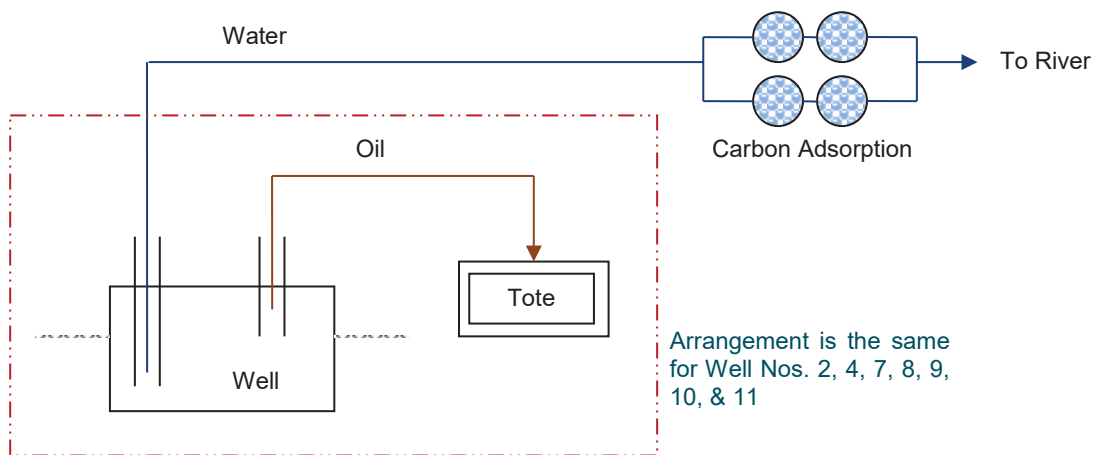 Water
To River
Carbon Adsorption
Oil
Tote
Well
Arrangement is the same
for Well Nos. 2, 4, 7, 8, 9,
10, & 11